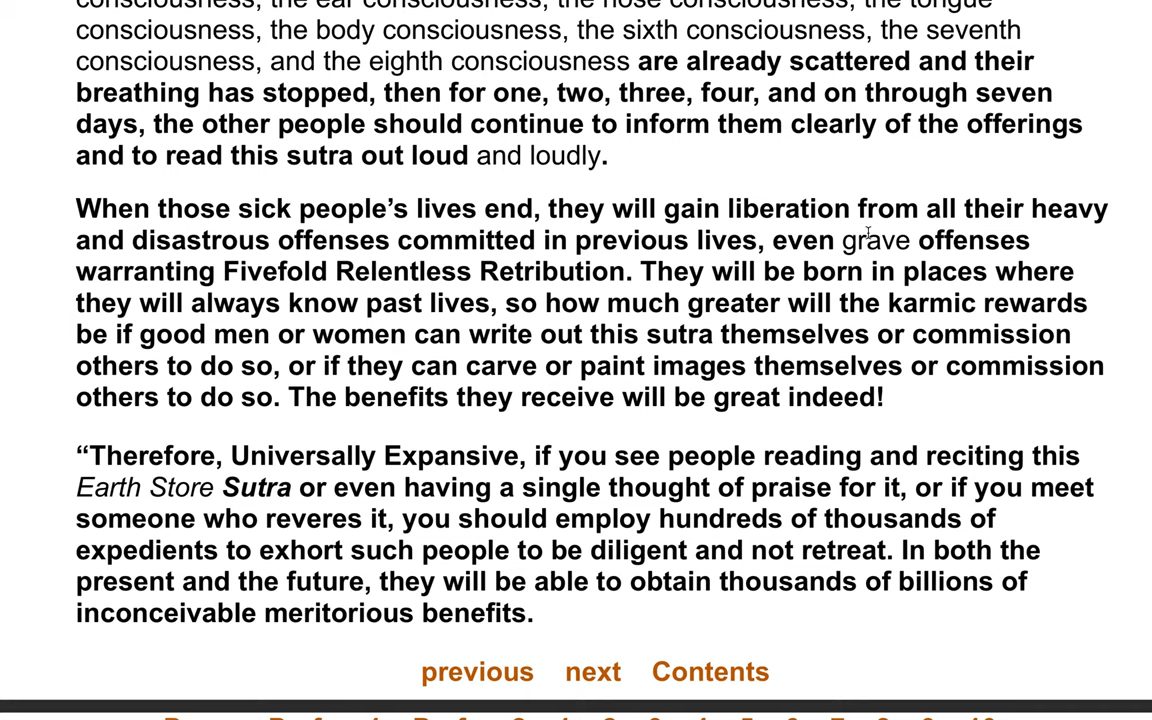 consciousness, the ear consciousness, the nose consciousness, the tongue
consciousness, the body consciousness, the sixth consciousness, the seventh
consciousness, and the eighth consciousness are already scattered and their
breathing has stopped, then for one, two, three, four, and on through seven
days, the other people should continue to inform them clearly of the offerings
and to read this sutra out loud and loudly.
When those sick people’s lives end, they will gain liberation from all their heavy
and disastrous offenses committed in previous lives, even grave offenses
warranting Fivefold Relentless Retribution. They will be born in places where
they will always know past lives, so how much greater will the karmic rewards
be if good men or women can write out this sutra themselves or commission
others to do so, or if they can carve or paint images themselves or commission
others to do so. The benefits they receive will be great indeed!
“Therefore, Universally Expansive, if you see people reading and reciting this
Earth Store Sutra or even having a single thought of praise for it, or if you meet
someone who reveres it, you should employ hundreds of thousands of
expedients to exhort such people to be diligent and not retreat. In both the
present and the future, they will be able to obtain thousands of billions of
inconceivable meritorious benefits.
previous next Contents